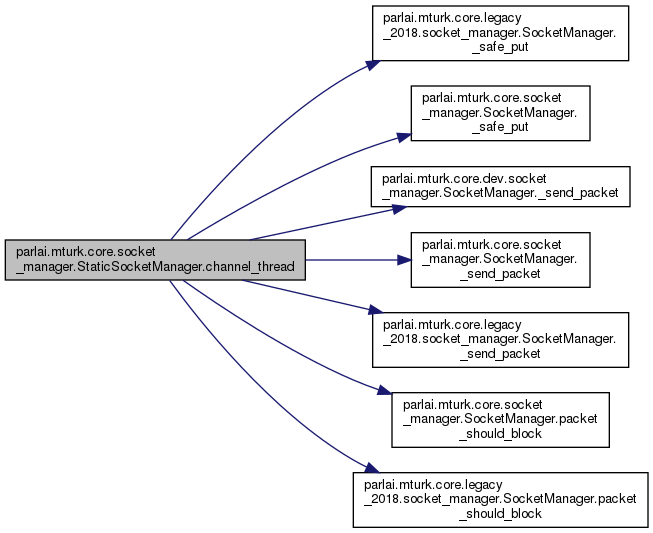 parlai.mturk.core.legacy
_2018.socket_manager.SocketManager.
_safe_put
parlai.mturk.core.socket
_manager.SocketManager.
_safe_put
parlai.mturk.core.dev.socket
_manager.SocketManager._send_packet
parlai.mturk.core.socket
_manager.StaticSocketManager.channel_thread
parlai.mturk.core.socket
_manager.SocketManager.
_send_packet
parlai.mturk.core.legacy
_2018.socket_manager.SocketManager.
_send_packet
parlai.mturk.core.socket
_manager.SocketManager.packet
_should_block
parlai.mturk.core.legacy
_2018.socket_manager.SocketManager.packet
_should_block